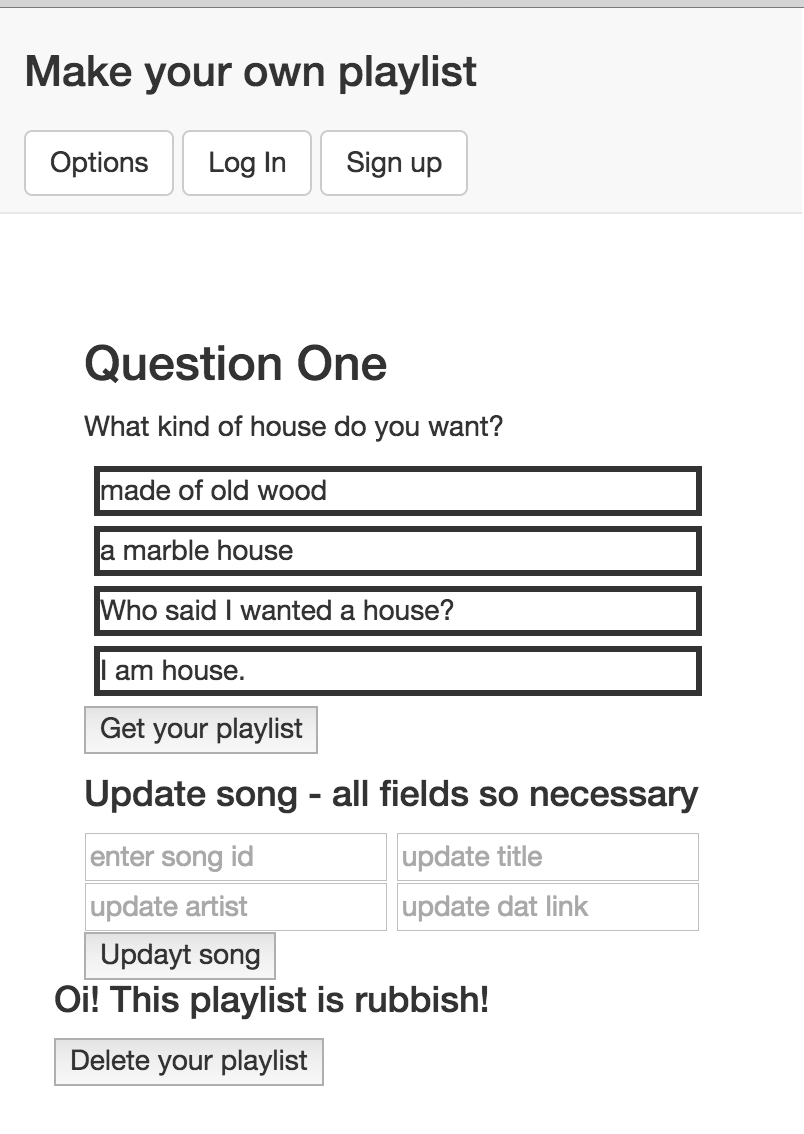 Make your own playlist
Options Log In Sign up
Question One
What kind of house do you want?
made of old wood
a marble house
Who said I wanted a house?
I am house.
Get your playlist
Update song - all fields so necessary
enter song id update title
update artist update dat link
Updayt song
Oi! This playlist is rubbish!
Delete your playlist